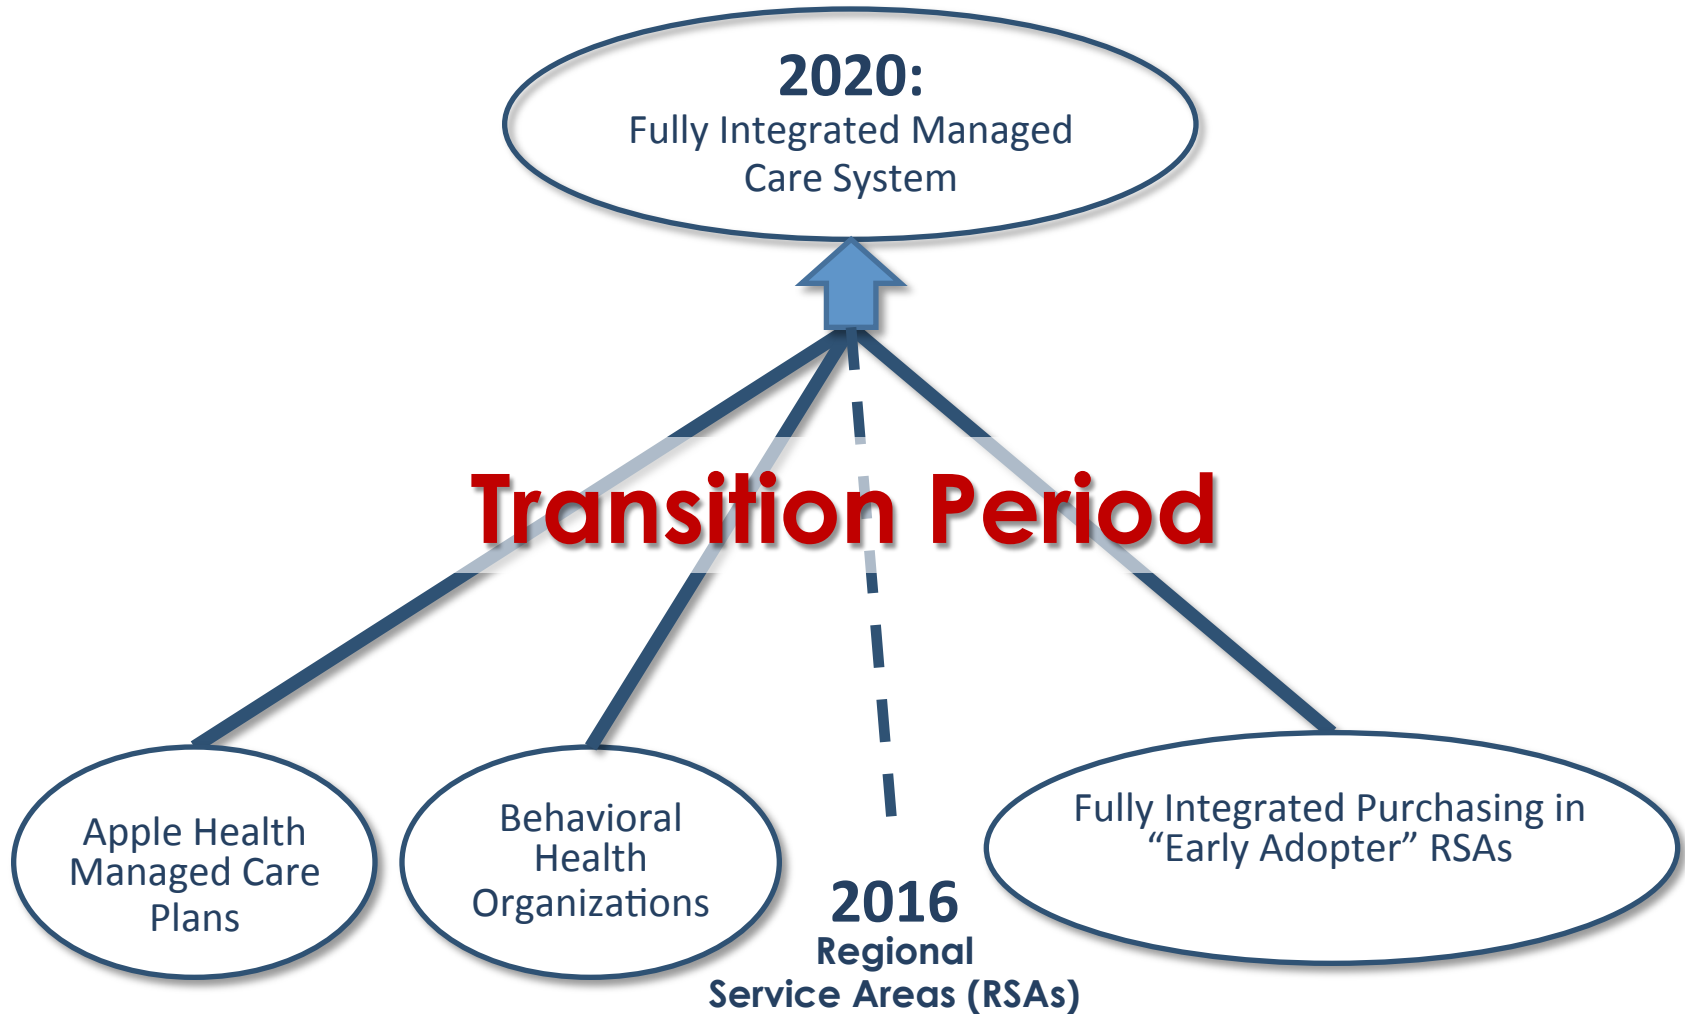 2020:
Fully Integrated Managed
Care System
Transition Period
Apple Health
Managed Care
Plans
Behavioral
Health
Organizations
2016
Regional
Service Areas (RSAs)
Fully Integrated Purchasing in
“Early Adopter” RSAs